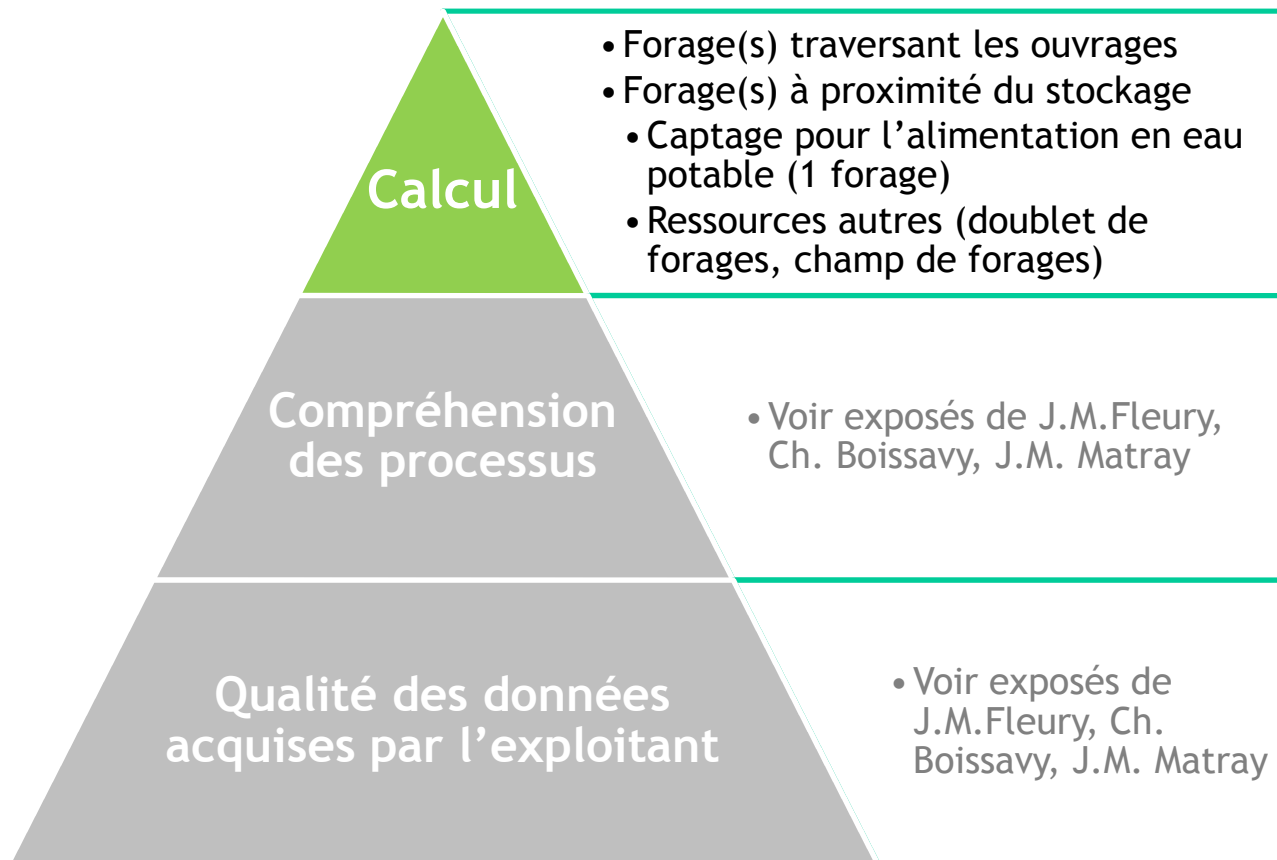 Calcul
• Forage(s) traversant les ouvrages
• Forage(s) à proximité du stockage
• Captage pour l’alimentation en eau
potable (1 forage)
• Ressources autres (doublet de
forages, champ de forages)
Compréhension
des processus
• Voir exposés de J.M.Fleury,
Ch. Boissavy, J.M. Matray
Qualité des données
acquises par l’exploitant
• Voir exposés de
J.M.Fleury, Ch.
Boissavy, J.M. Matray